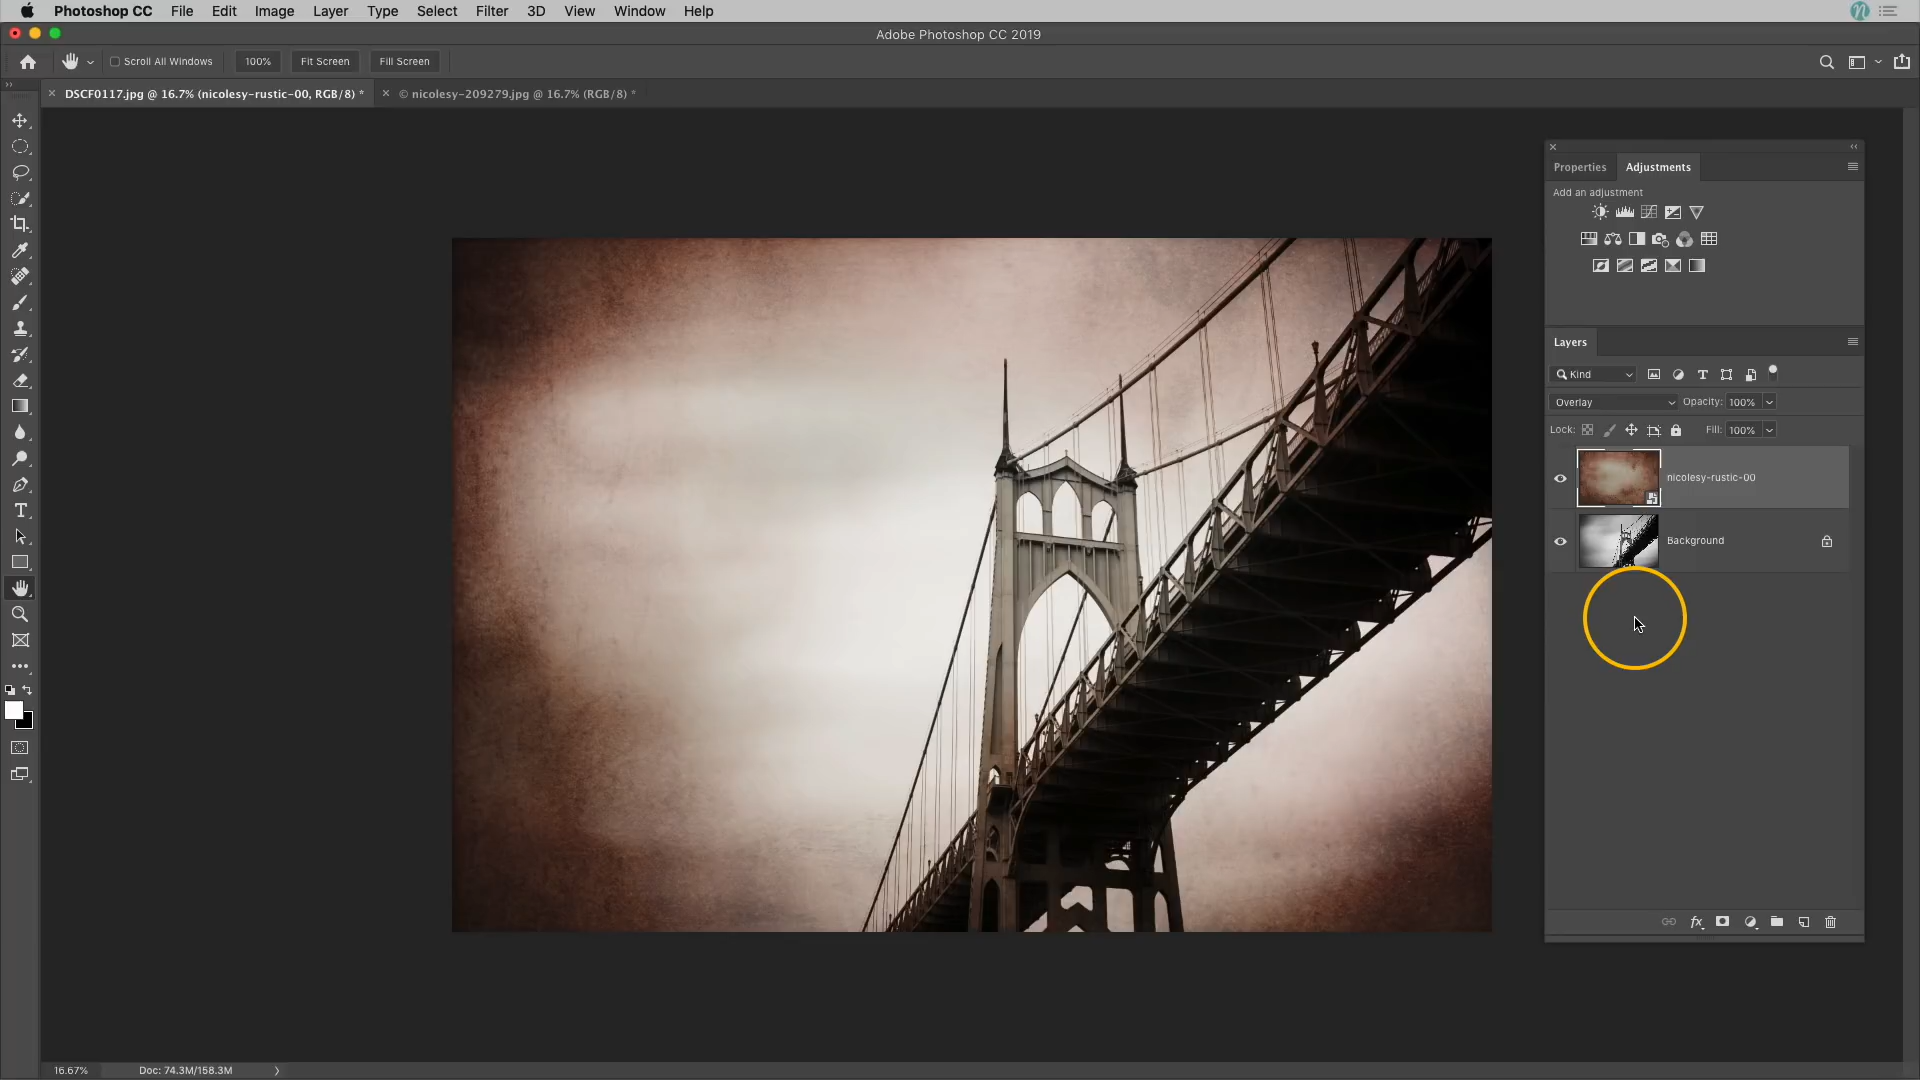 Photoshop CC File Edit Image Layer Type Select Filter 3D View Window Help
Adobe Photoshop CC 2019
Scroll All Windows 100% Fit Screen Fill Screen
DSCF0117.jpg @ 16.7% (nicolesy-rustic-00, RGB/8) *
© nicolesy-209279.jpg @ 16.7% (RGB/8) *
Properties Adjustments
Add an adjustment
Layers
Kind
Overlay Opacity: 100%
Lock: Fill: 100%
nicolesy-rustic-00
Background
16.67% Doc: 74.3M/158.3M